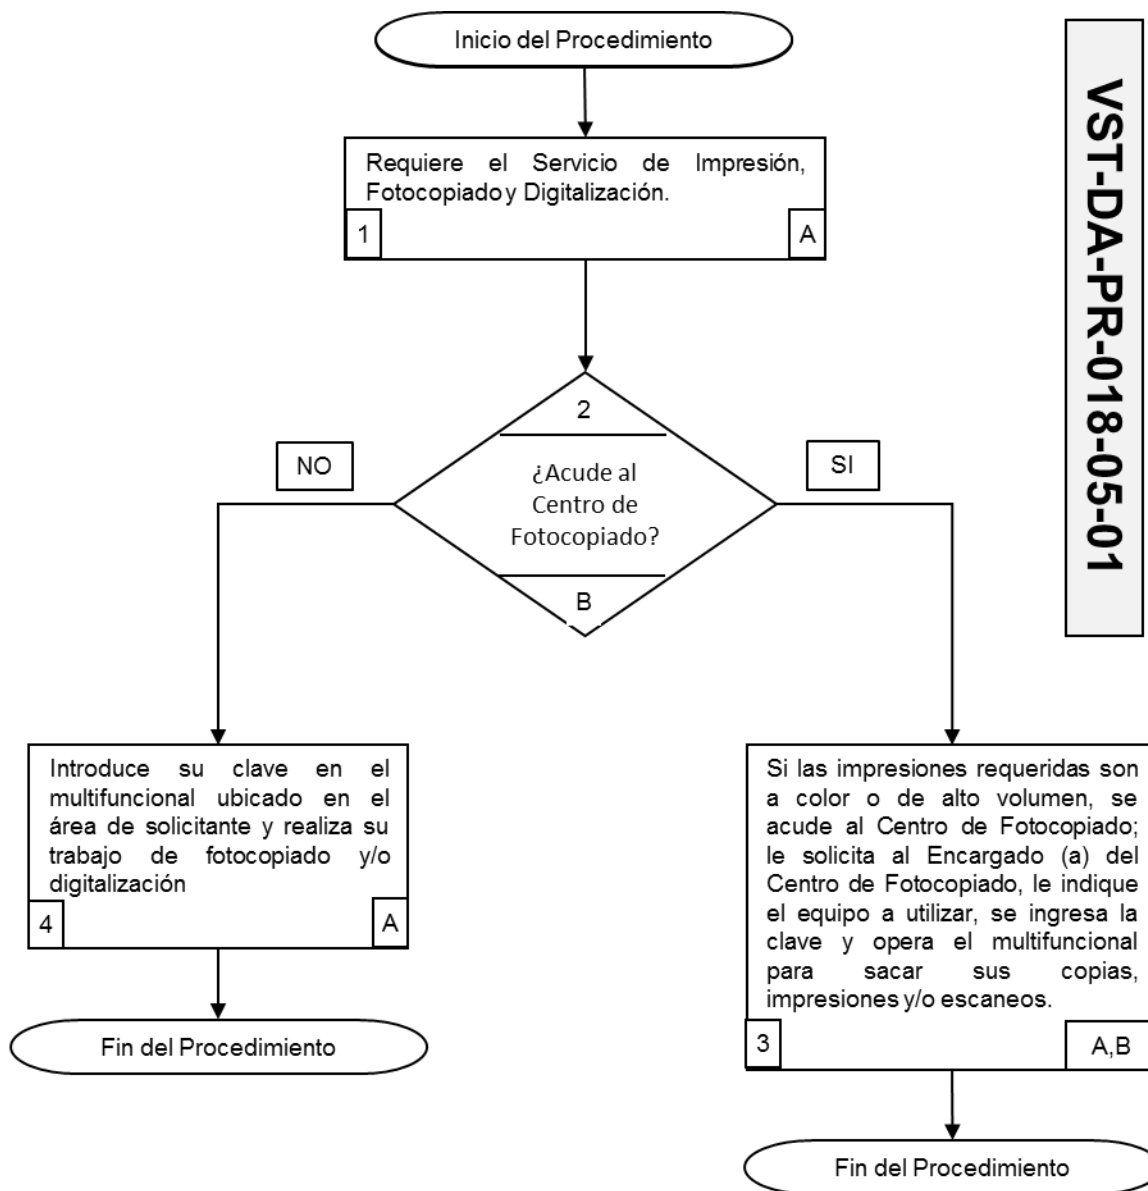 Inicio del Procedimiento
VST-DA-PR-018-05-01
Requiere el Servicio de Impresión,
Fotocopiado y Digitalización.
1
A
2
¿Acude al
Centro de
Fotocopiado?
B
NO
SI
Introduce su clave en el
multifuncional ubicado en el
área de solicitante y realiza su
trabajo de fotocopiado y/o
digitalización
4
A
Fin del Procedimiento
Si las impresiones requeridas son
a color o de alto volumen, se
acude al Centro de Fotocopiado;
le solicita al Encargado (a) del
Centro de Fotocopiado, le indique
el equipo a utilizar, se ingresa la
clave y opera el multifuncional
para sacar sus copias,
impresiones y/o escaneos.
3
A,B
Fin del Procedimiento